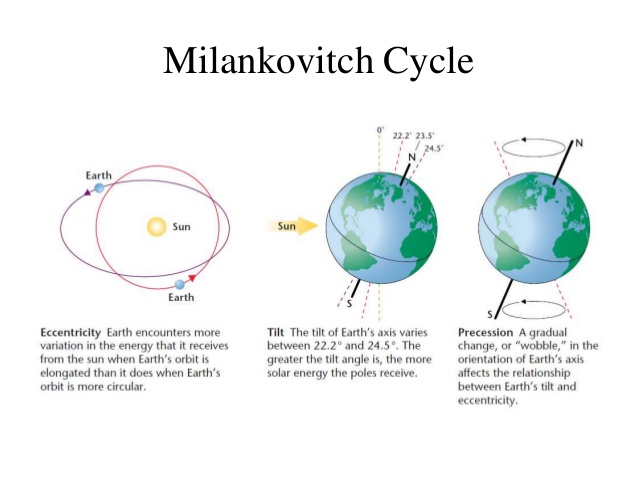 Milankovitch Cycle
Earth
Sun
Earth
Eccentricity Earth encounters more
variation in the energy that it receives
from the sun when Earth's orbit is
elongated than it does when Earth's
orbit is more circular.
0°
22.2° 23.5°
24.5°
N
Sun
S
Tilt The tilt of Earth's axis varies
between 22.2° and 24.5°. The
greater the tilt angle is, the more
solar energy the poles receive.
N
S
Precession A gradual
change, or “wobble,” in the
orientation of Earth's axis
affects the relationship
between Earth's tilt and
eccentricity.